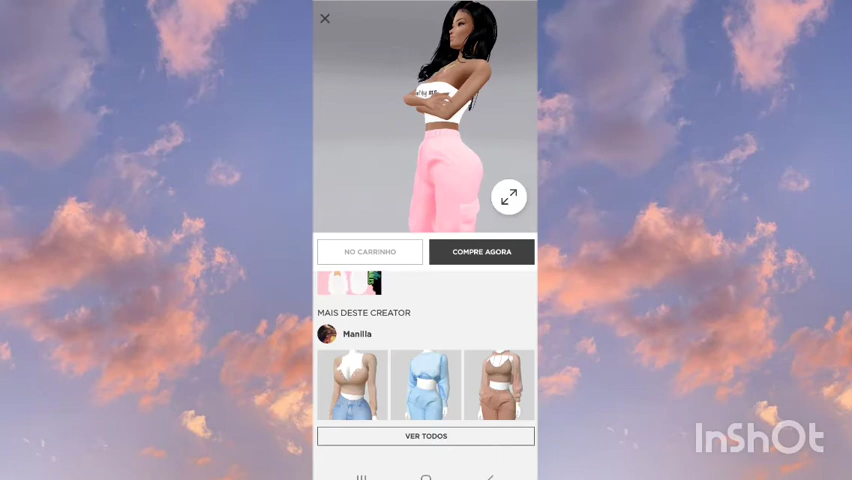 NO CARRINHO
COMPRE AGORA
MAIS DESTE CREATOR
Manilla
VER TODOS
InShOt